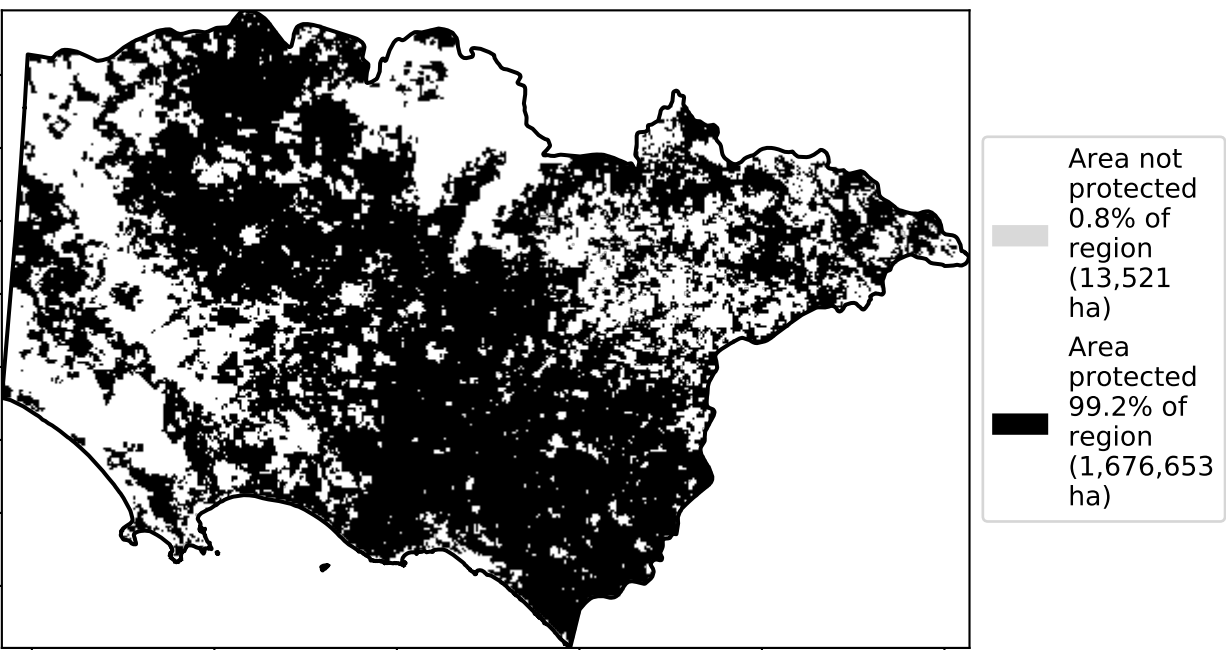 Area not
protected
0.8% of
region
(13,521
ha)
Area
protected
99.2% of
region
(1,676,653
ha)